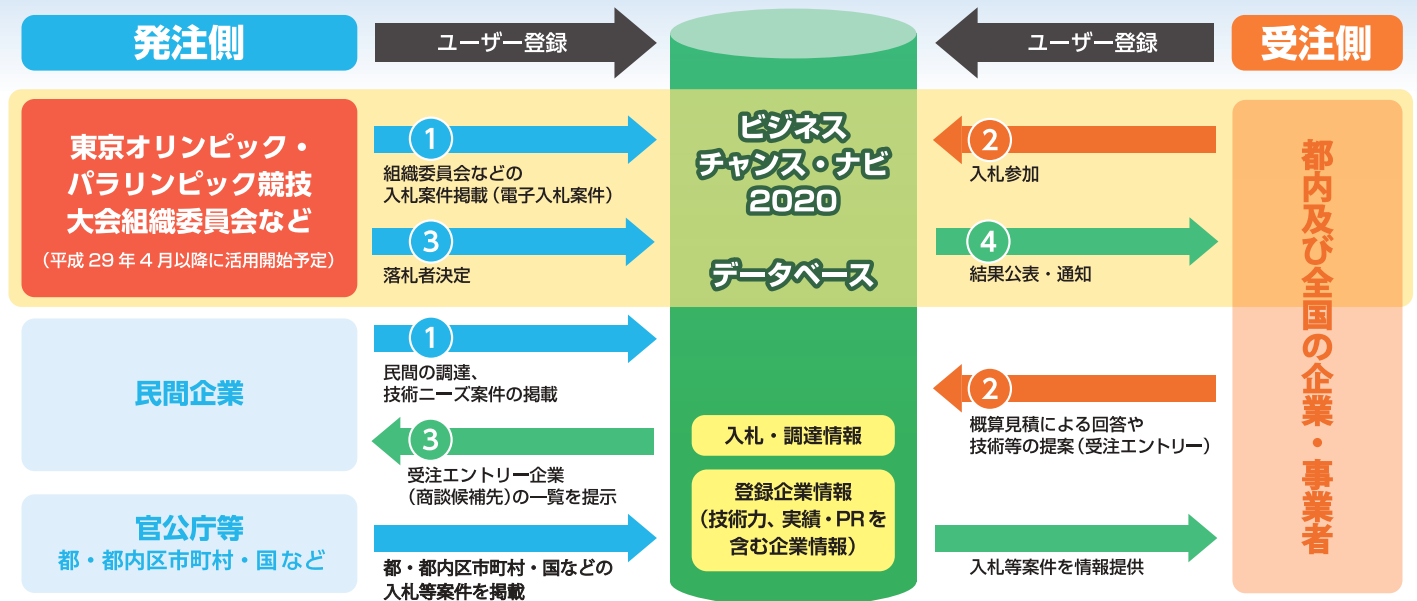 発注側
ユーザー登録
ユーザー登録
受注側
東京オリンピック・
パラリンピック競技
大会組織委員会など
（平成29年4月以降に活用開始予定）
1
組織委員会などの
入札案件掲載（電子入札案件）
3
落札者決定
ビジネス
チャンス・ナビ
2020
データベース
2
入札参加
4
結果公表・通知
都内及び全国の企業・事業者
民間企業
1
民間の調達、
技術ニーズ案件の掲載
3
受注エントリー企業
（商談候補先）の一覧を提示
2
概算見積による回答や
技術等の提案（受注エントリー）
入札・調達情報
登録企業情報
（技術力、実績・PRを
含む企業情報）
官公庁等
都・都内区市町村・国など
都・都内区市町村・国などの
入札等案件を掲載
入札等案件を情報提供